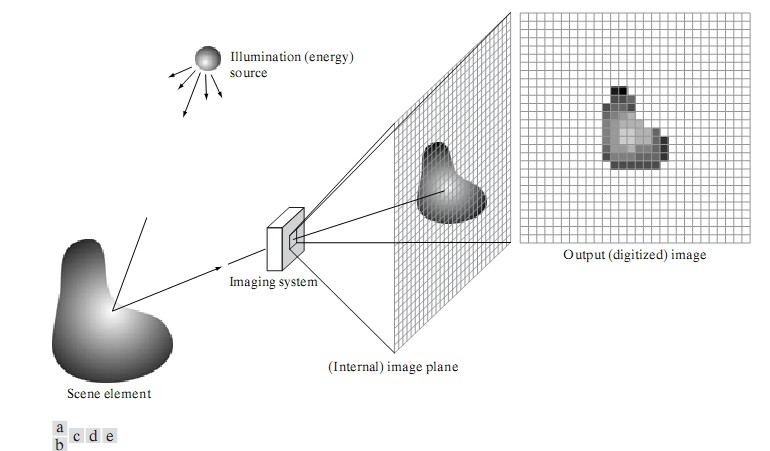 Illumination (energy)
source
Output (digitized) image
Imaging system
(Internal) image plane
Scene element
a
b c d e